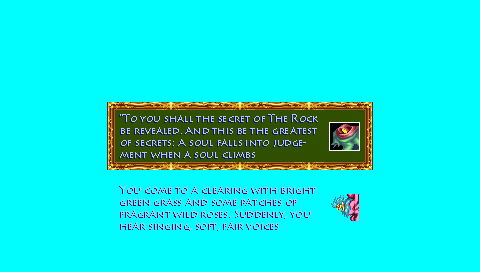 "To you shall the secret of The Rock
be revealed. And this be the greatest
of secrets: A soul falls into judge-
ment when a soul climbs
You come to a clearing with bright
green grass and some patches of
fragrant wild roses. Suddenly, you
hear singing, soft, fair voices